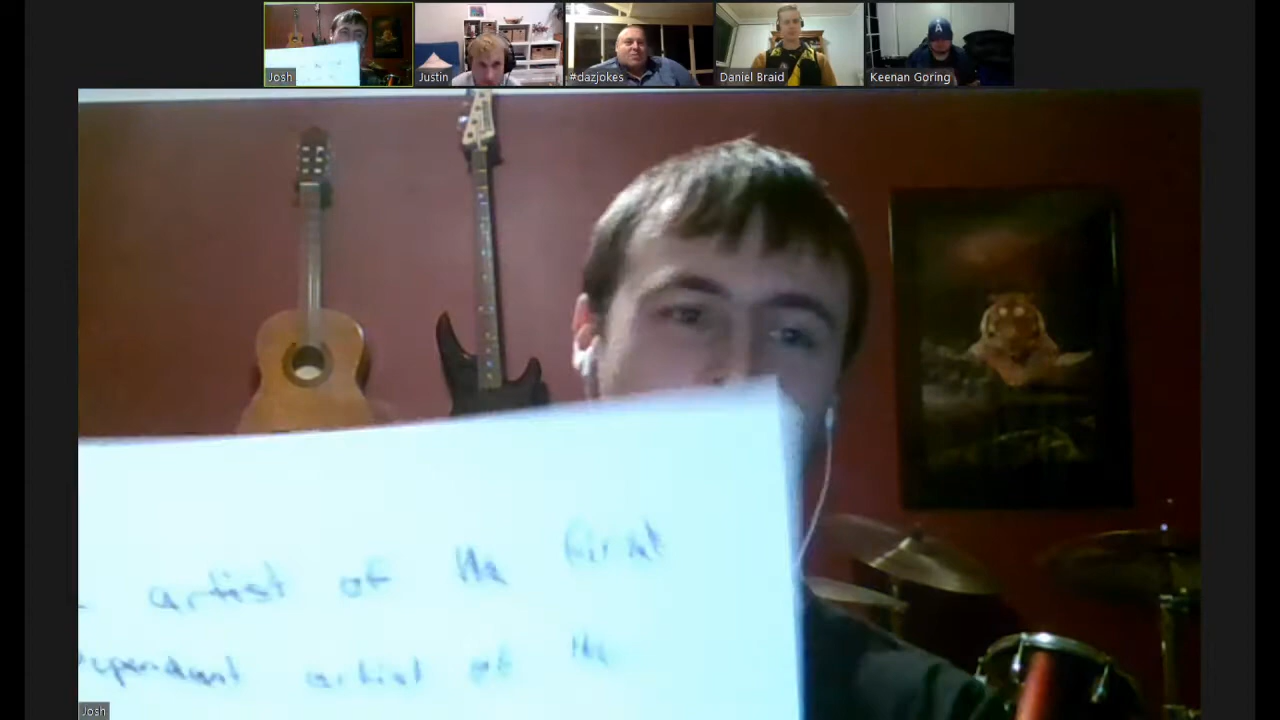 Josh Justin #dazjokes Daniel Braid Keenan Goring
artist of the first
artist of the
Josh